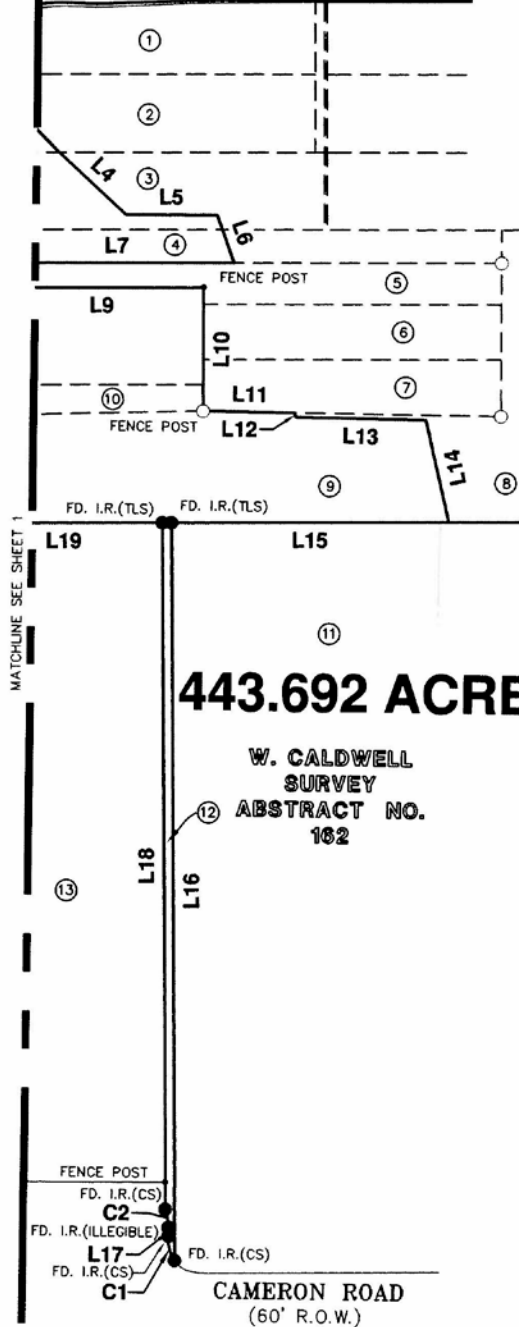 ①
②
L4
③
L5
L6
L7
④
FENCE POST
⑤
L9
⑥
L10
⑦
⑩
L11
FENCE POST
L12
L13
L14
⑨
⑧
FD. I.R.(TLS)
FD. I.R.(TLS)
L19
L15
MATCHLINE SEE SHEET 1
⑪
443.692 ACRE
W. CALDWELL
SURVEY
ABSTRACT NO.
162
⑫
L18
L16
⑬
FENCE POST
FD. I.R.(CS)
C2
FD. I.R.(ILLEGIBLE)
L17
FD. I.R.(CS)
FD. I.R.(CS)
C1
CAMERON ROAD
(60' R.O.W.)